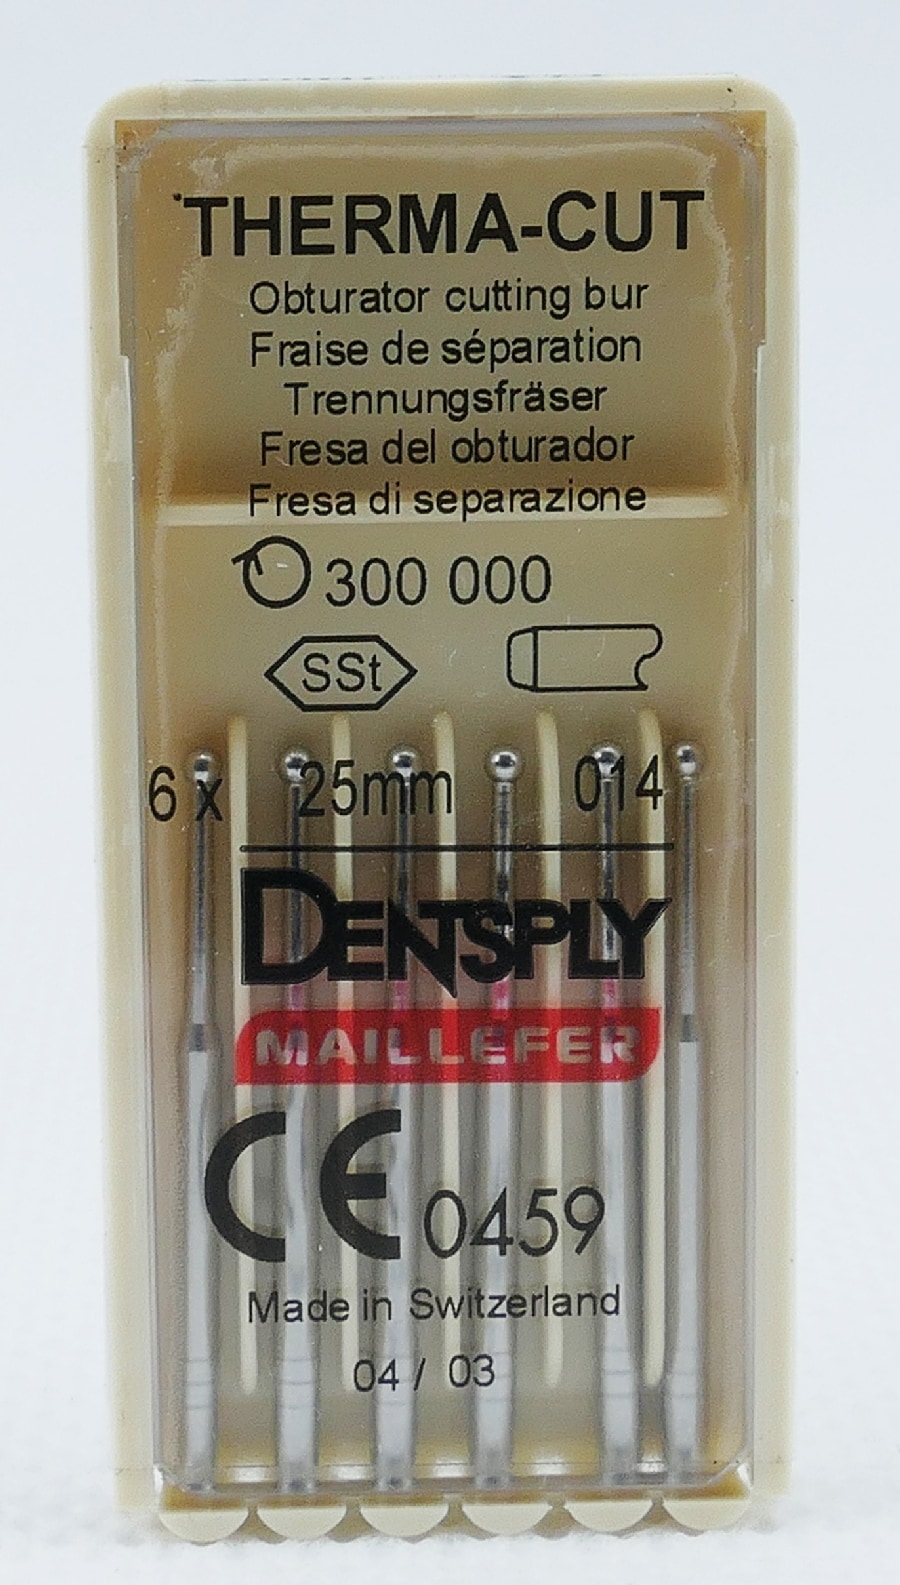 THERMA-CUT
Obturator cutting bur
Fraise de séparation
Trennungsfräser
Fresa del obturador
Fresa di separazione
300 000
SSt
6 x 25mm 014
DENTSPLY
MAILLEFER
CE 0459
Made in Switzerland
04 / 03